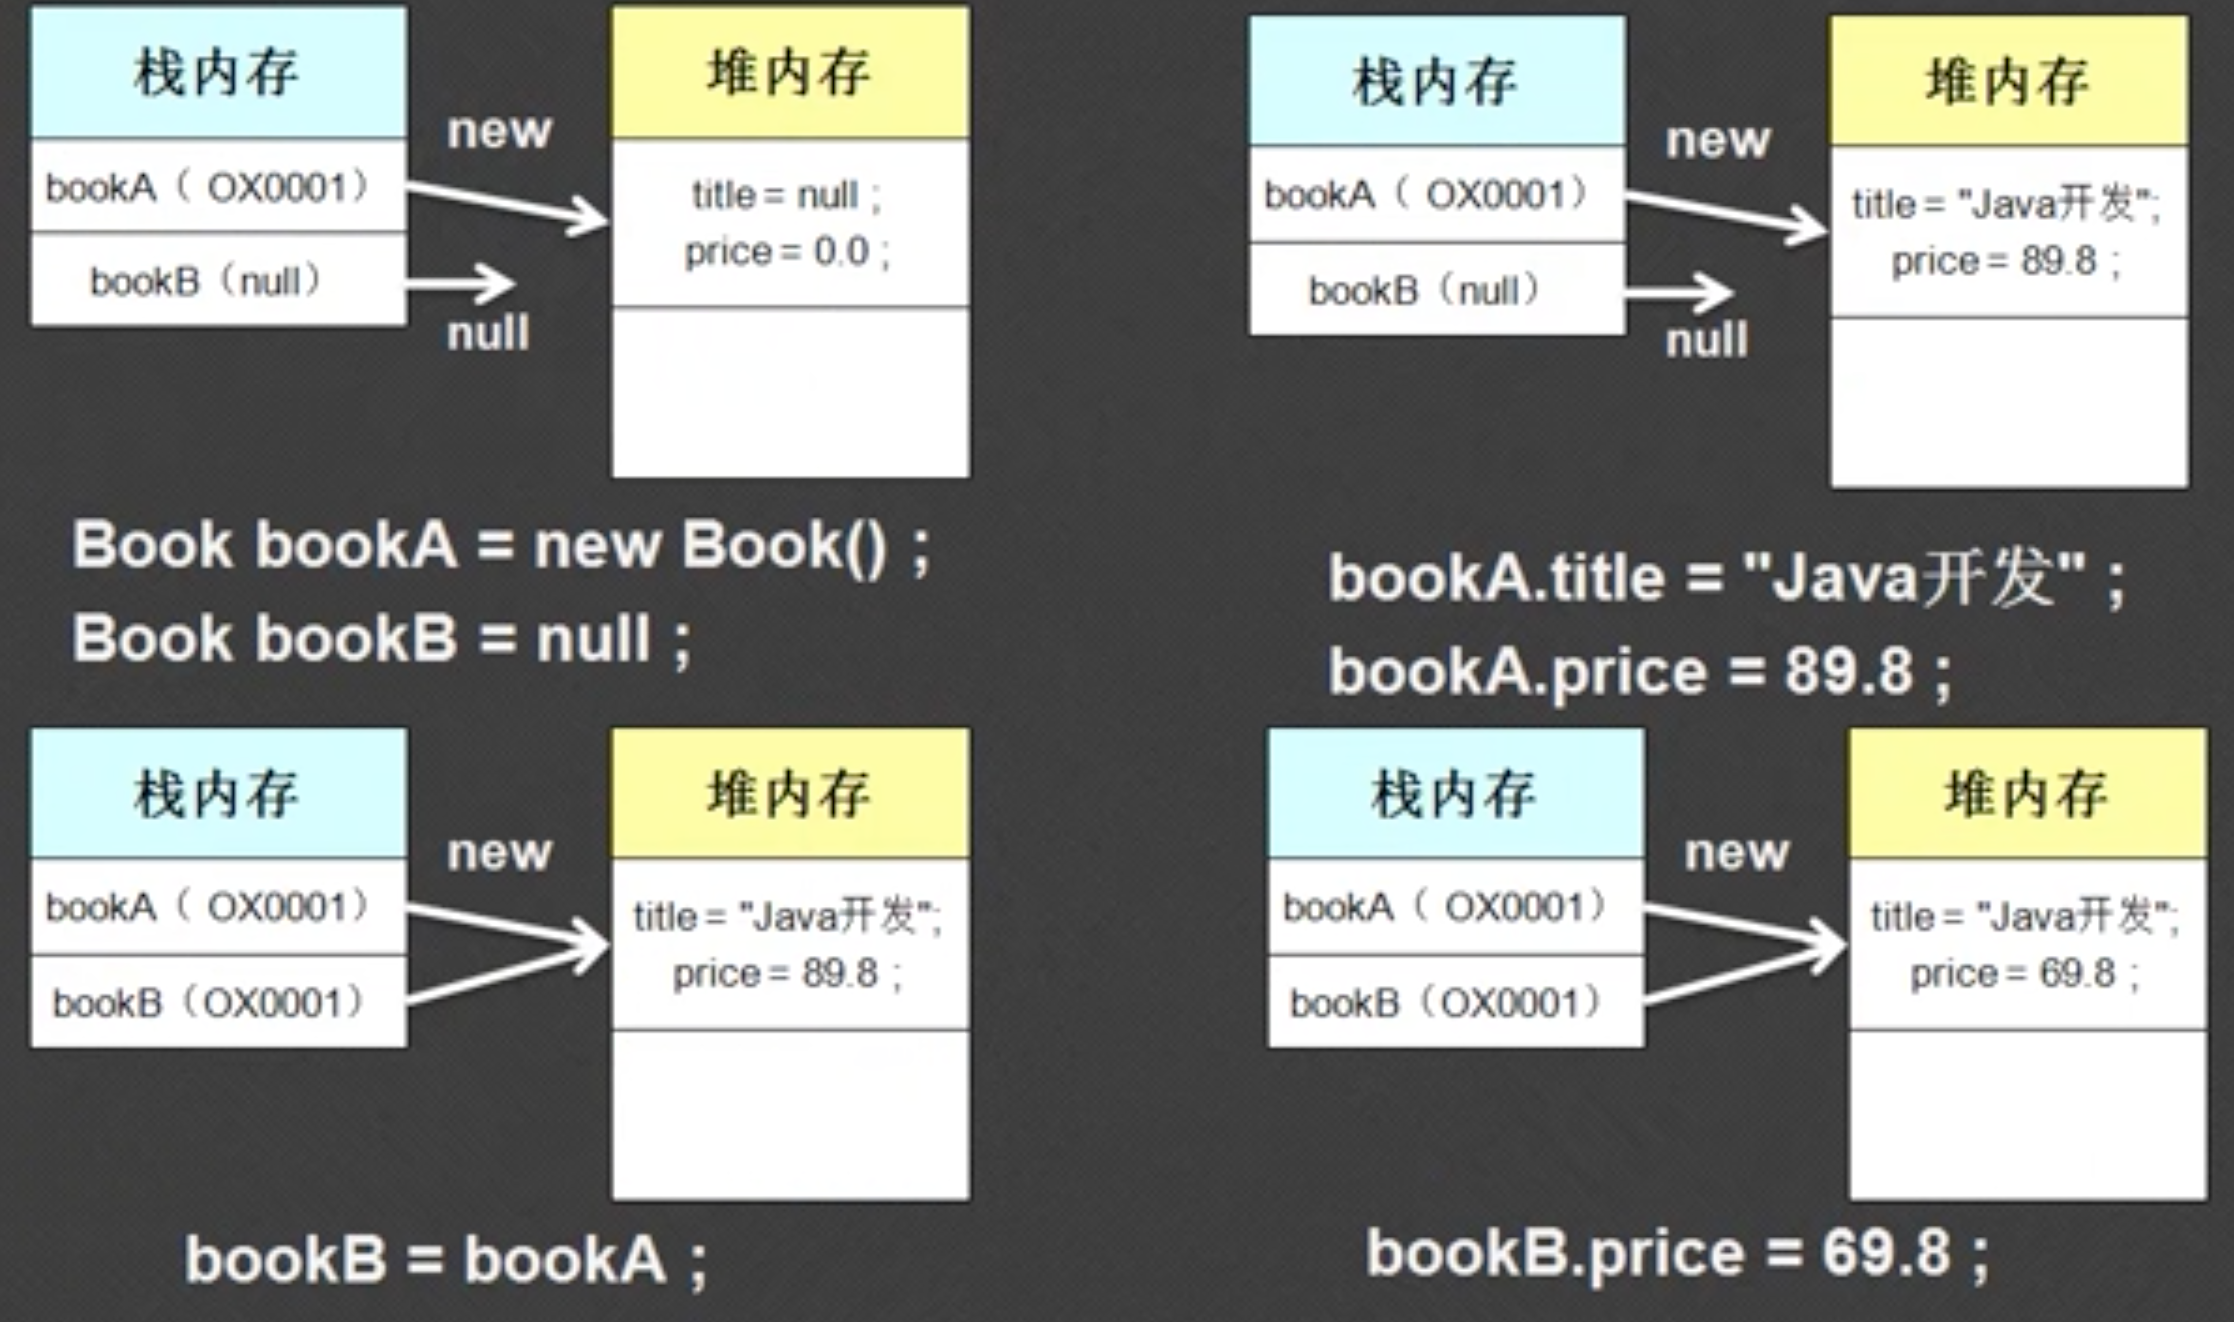 栈内存
new
堆内存
bookA（ OX0001）
bookB（null）
null
title = null ;
price = 0.0 ;
Book bookA = new Book() ;
Book bookB = null ;
栈内存
new
堆内存
bookA（ OX0001）
bookB（null）
null
title = "Java开发";
price = 89.8 ;
bookA.title = "Java开发" ;
bookA.price = 89.8 ;
栈内存
new
堆内存
bookA（ OX0001）
bookB（OX0001）
title = "Java开发";
price = 89.8 ;
bookB = bookA ;
栈内存
new
堆内存
bookA（ OX0001）
bookB（OX0001）
title = "Java开发";
price = 69.8 ;
bookB.price = 69.8 ;